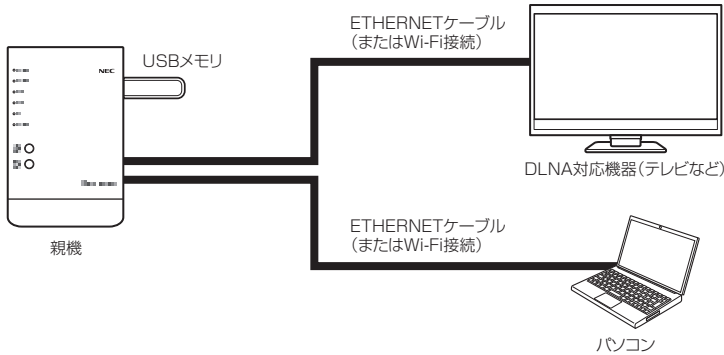 ETHERNETケーブル
(またはWi-Fi接続)
USBメモリ
NEC
DLNA対応機器(テレビなど)
ETHERNETケーブル
(またはWi-Fi接続)
親機
パソコン